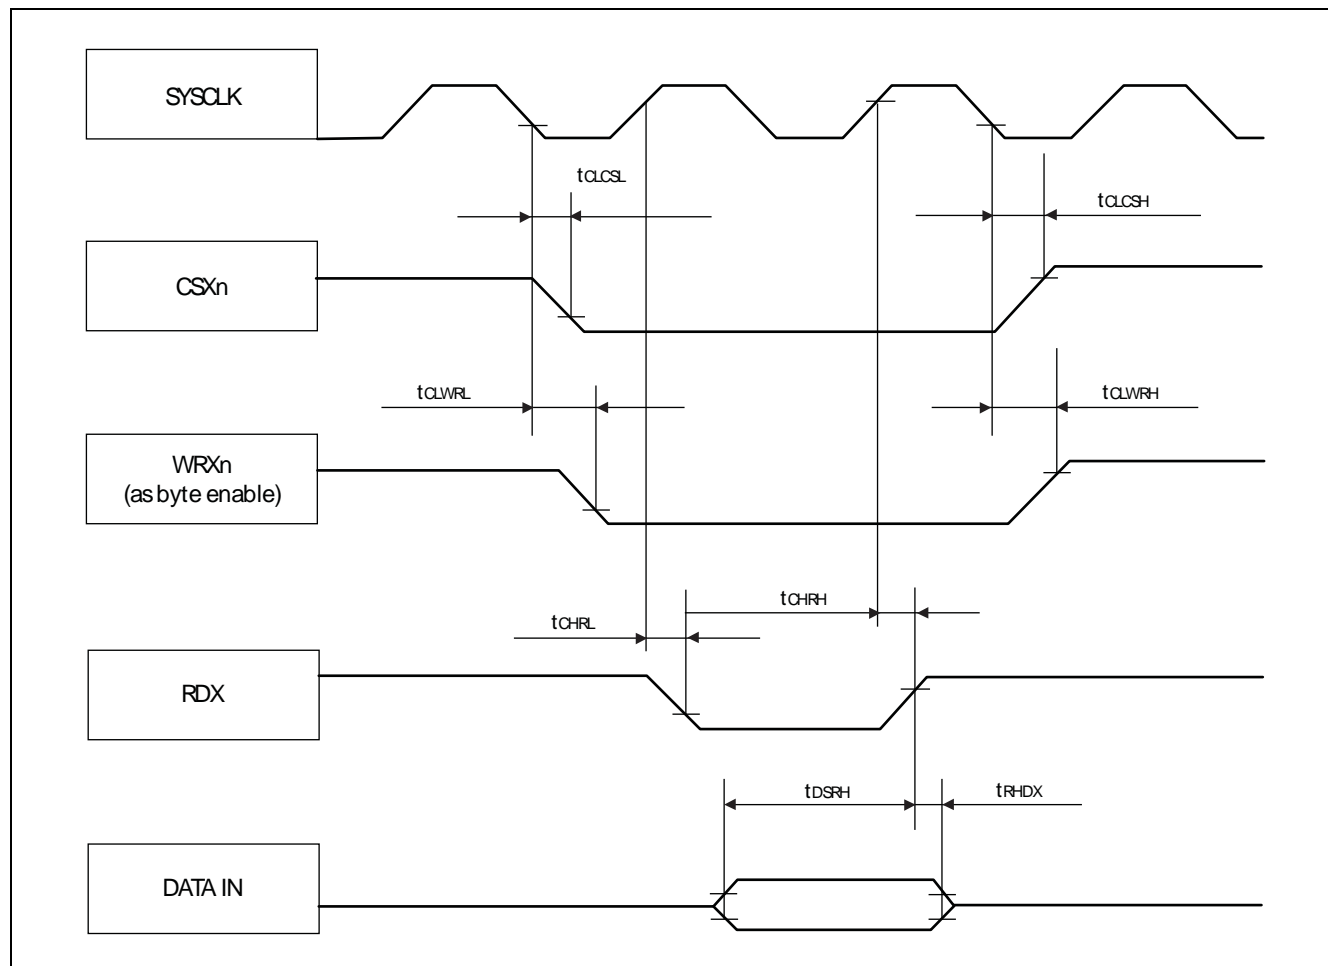 SYSCLK
tCLCSL
tCLCSH
CSXn
tCLWRL
tCLWRH
WRXn
(as byte enable)
tCHRH
tCHRL
RDX
tDSRH
tRHDX
DATA IN